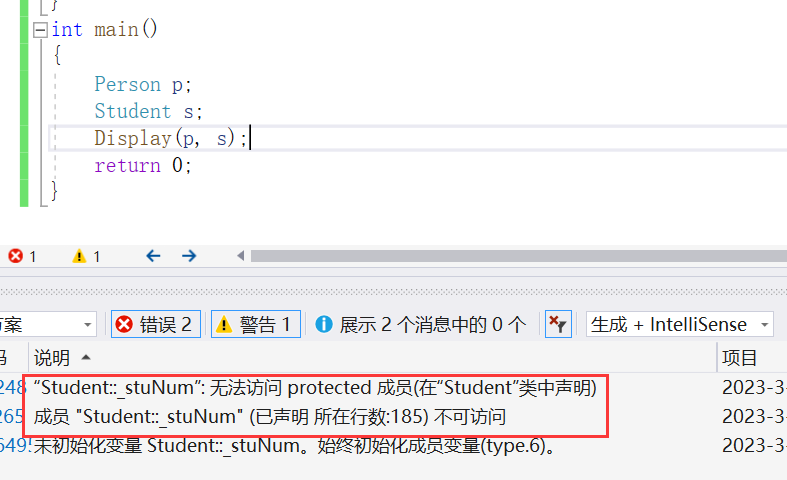 }
int main()
{
Person p;
Student s;
Display(p, s);
return 0;
}
1 1
方案 错误 2 警告 1 展示 2 个消息中的 0 个 生成 + IntelliSense
码 说明 项目
248 “Student::_stuNum”: 无法访问 protected 成员(在“Student”类中声明) 2023-3-
265 成员 "Student::_stuNum" (已声明 所在行数:185) 不可访问 2023-3-
649! 未初始化变量 Student::_stuNum。始终初始化成员变量(type.6)。 2023-3-